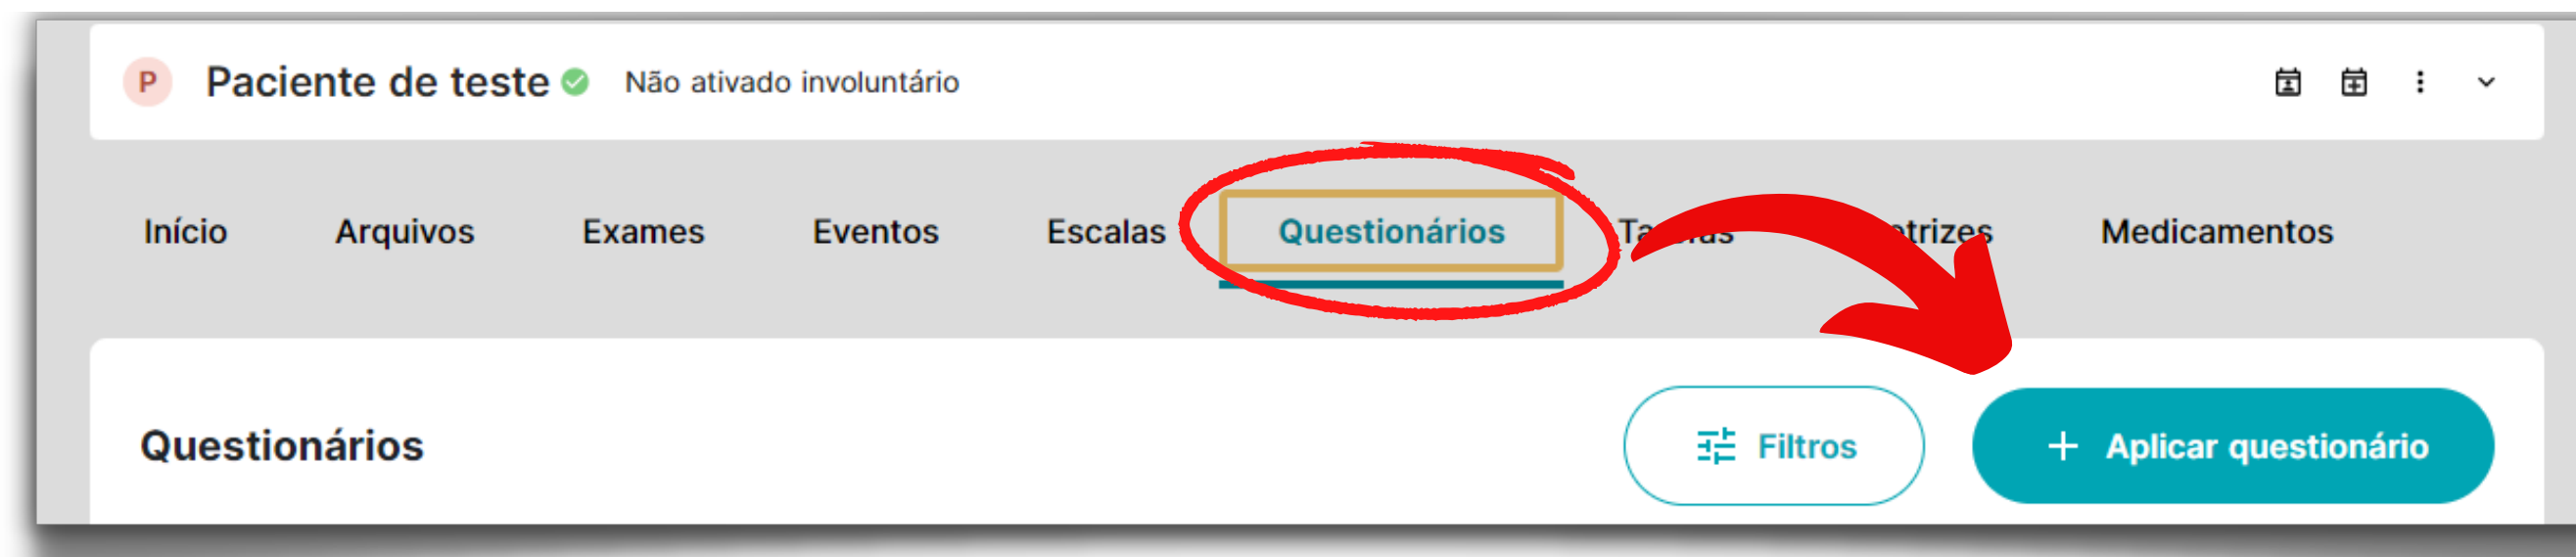 P Paciente de teste Não ativado involuntário
Início Arquivos Exames Eventos Escalas Questionários Medicamentos
Questionários Filtros + Aplicar questionário